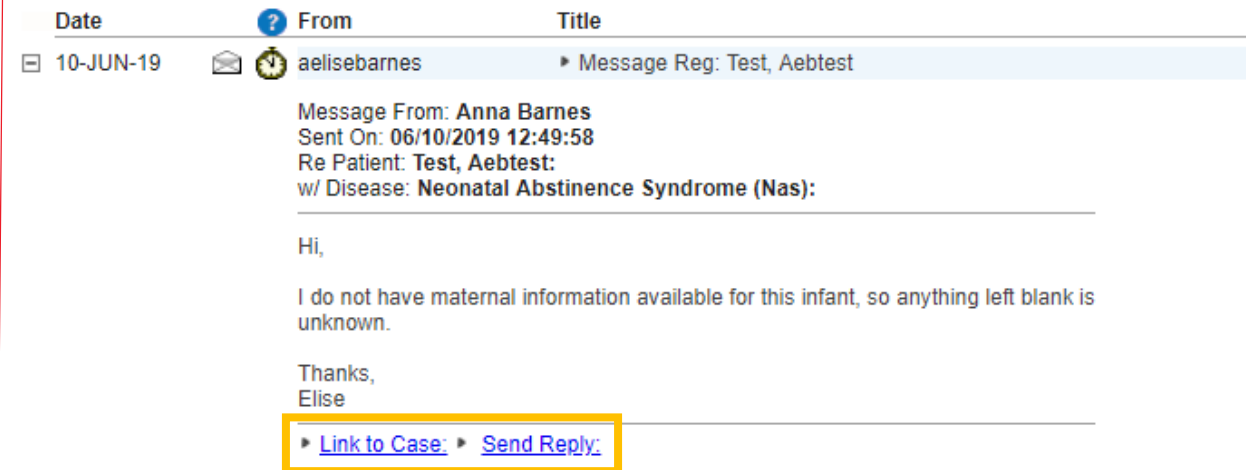 Date From Title
10-JUN-19 aelisebarnes Message Reg: Test, Aebtest
Message From: Anna Barnes
Sent On: 06/10/2019 12:49:58
Re Patient: Test, Aebtest:
w/ Disease: Neonatal Abstinence Syndrome (Nas):
Hi,
I do not have maternal information available for this infant, so anything left blank is
unknown.
Thanks,
Elise
Link to Case: Send Reply: